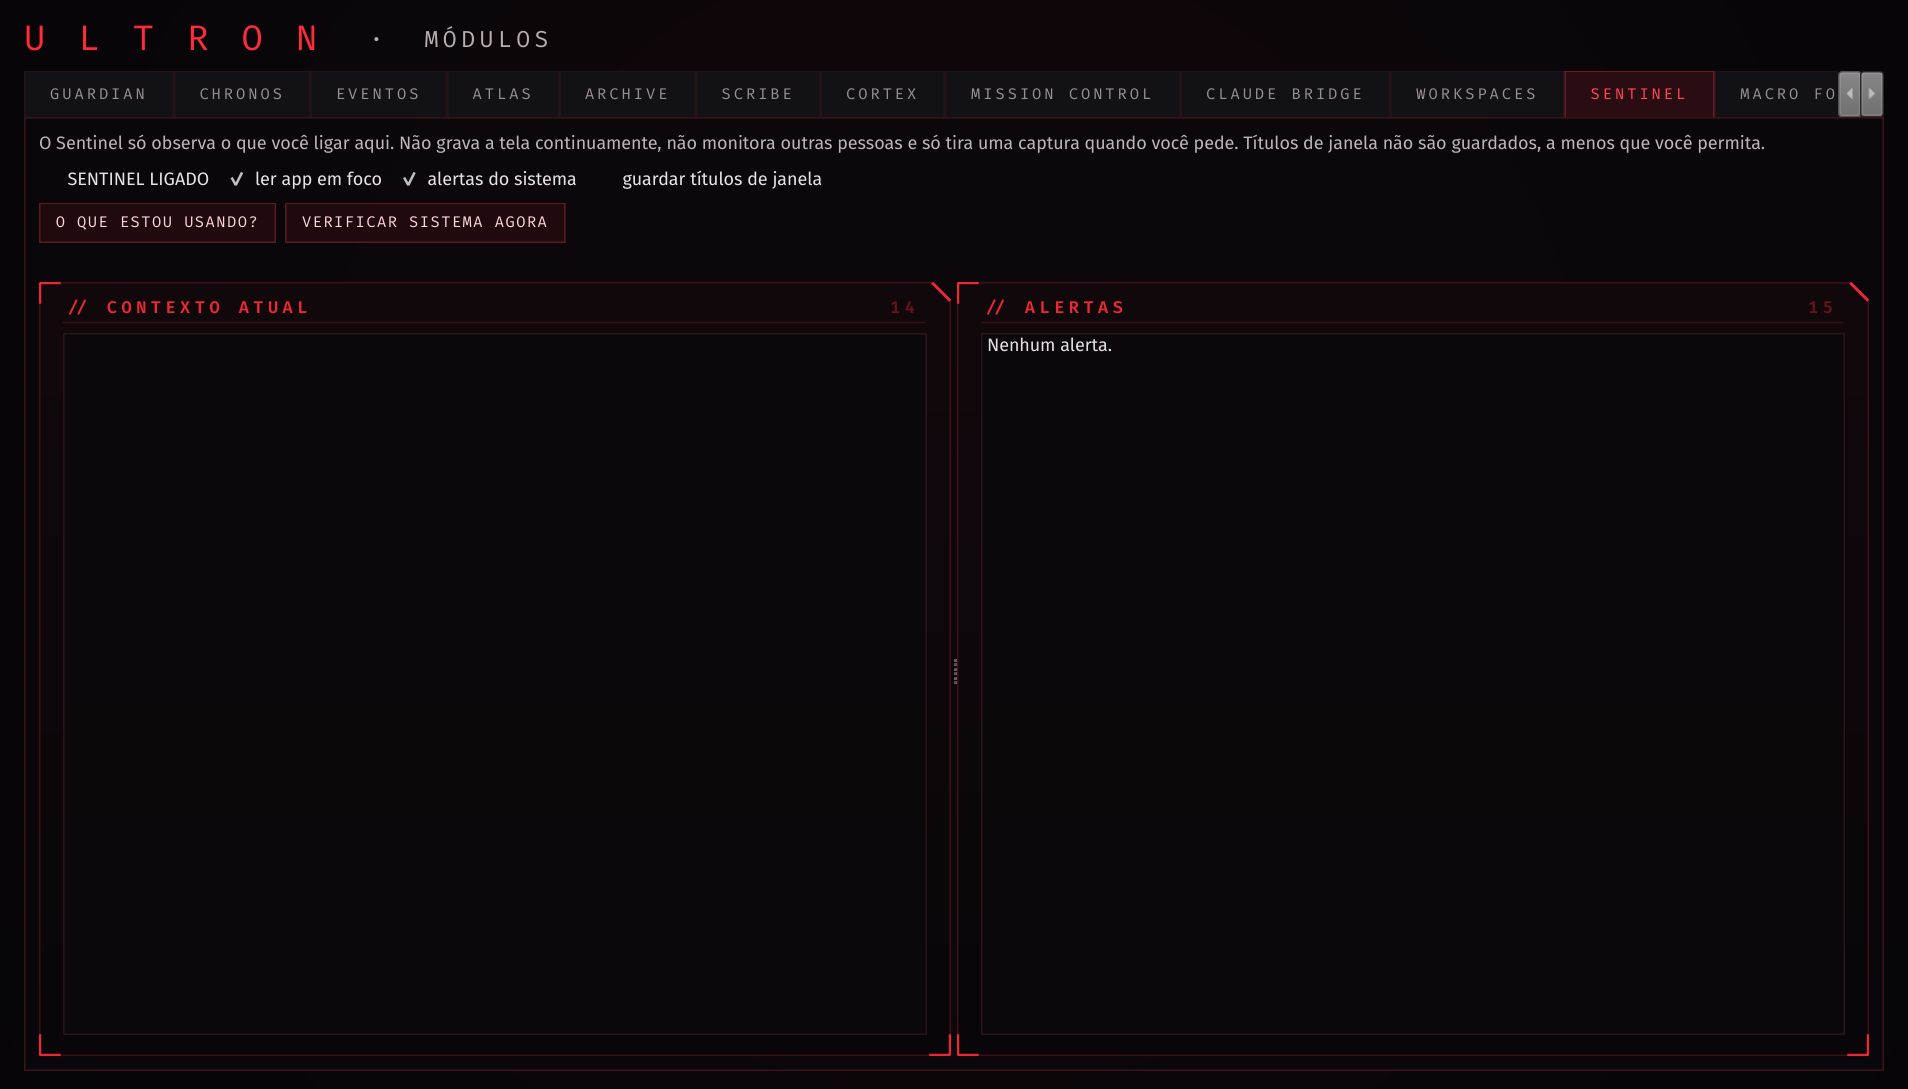 ULTRON · MÓDULOS
GUARDIAN CHRONOS EVENTOS ATLAS ARCHIVE SCRIBE CORTEX MISSION CONTROL CLAUDE BRIDGE WORKSPACES SENTINEL MACRO FO
O Sentinel só observa o que você ligar aqui. Não grava a tela continuamente, não monitora outras pessoas e só tira uma captura quando você pede. Títulos de janela não são guardados, a menos que você permita.
SENTINEL LIGADO ✓ ler app em foco ✓ alertas do sistema guardar títulos de janela
O QUE ESTOU USANDO? VERIFICAR SISTEMA AGORA
// CONTEXTO ATUAL 14
// ALERTAS 15
Nenhum alerta.